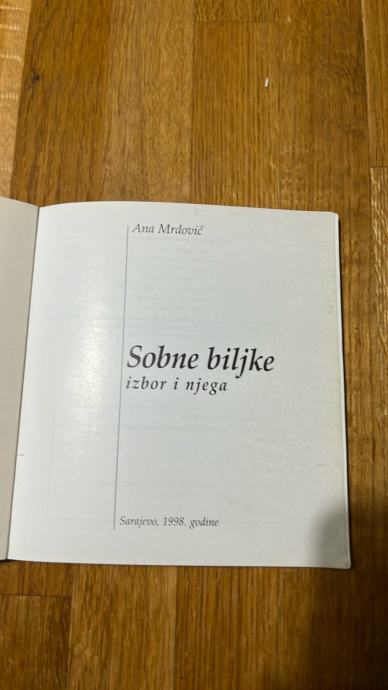 Ana Mrdović
Sobne biljke
izbor i njega
Sarajevo, 1998. godine